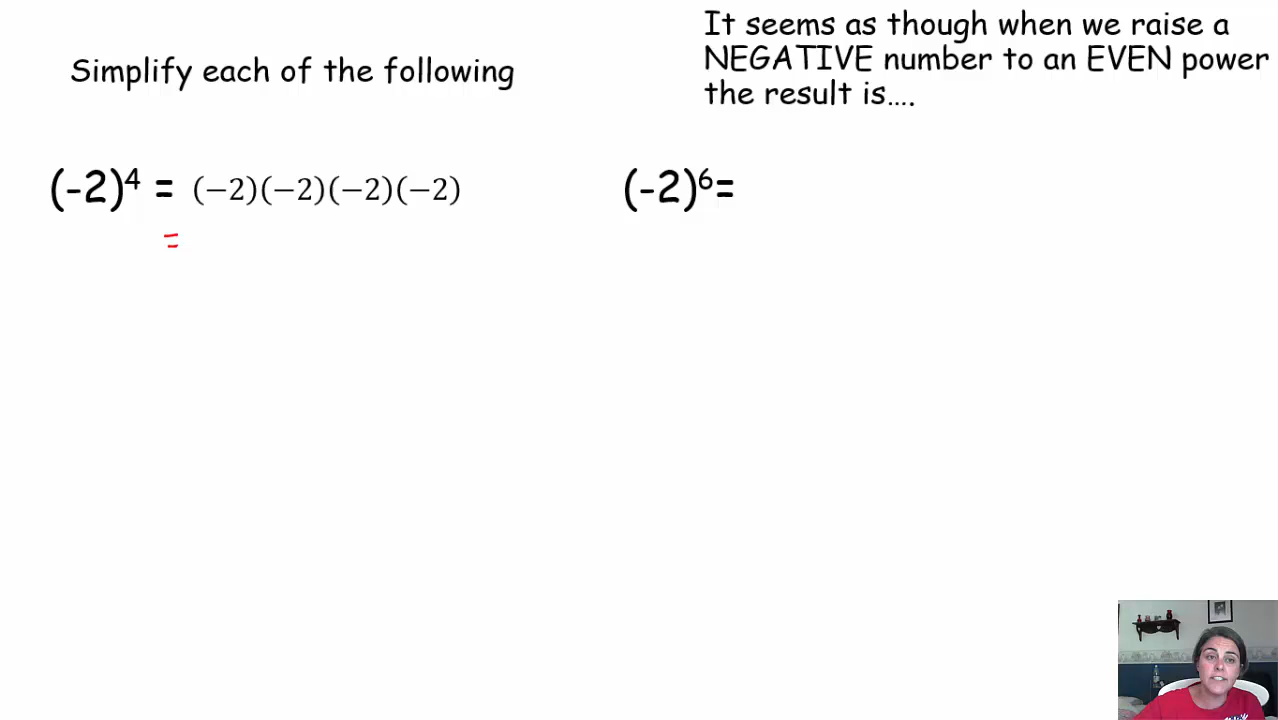 Simplify each of the following
It seems as though when we raise a
NEGATIVE number to an EVEN power
the result is....
(-2)⁴ = (−2)(−2)(−2)(−2)
=
(-2)⁶=